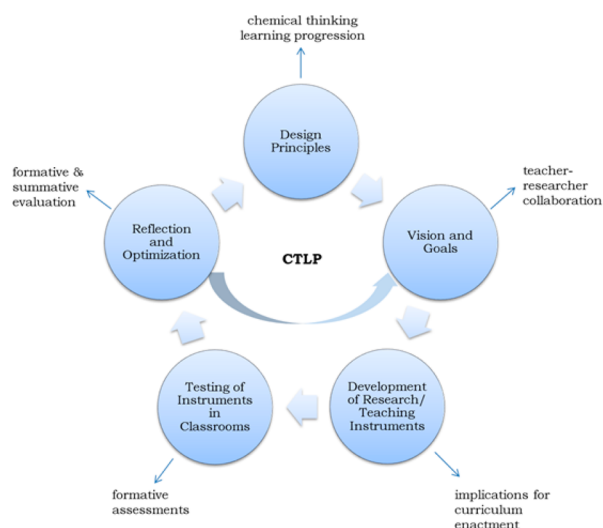 chemical thinking
learning progression
Design
Principles
formative &
summative
evaluation
teacher-
researcher
collaboration
Reflection
and
Optimization
CTLP
Vision and
Goals
Testing of
Instruments
in
Classrooms
Development
of Research/
Teaching
Instruments
formative
assessments
implications for
curriculum
enactment